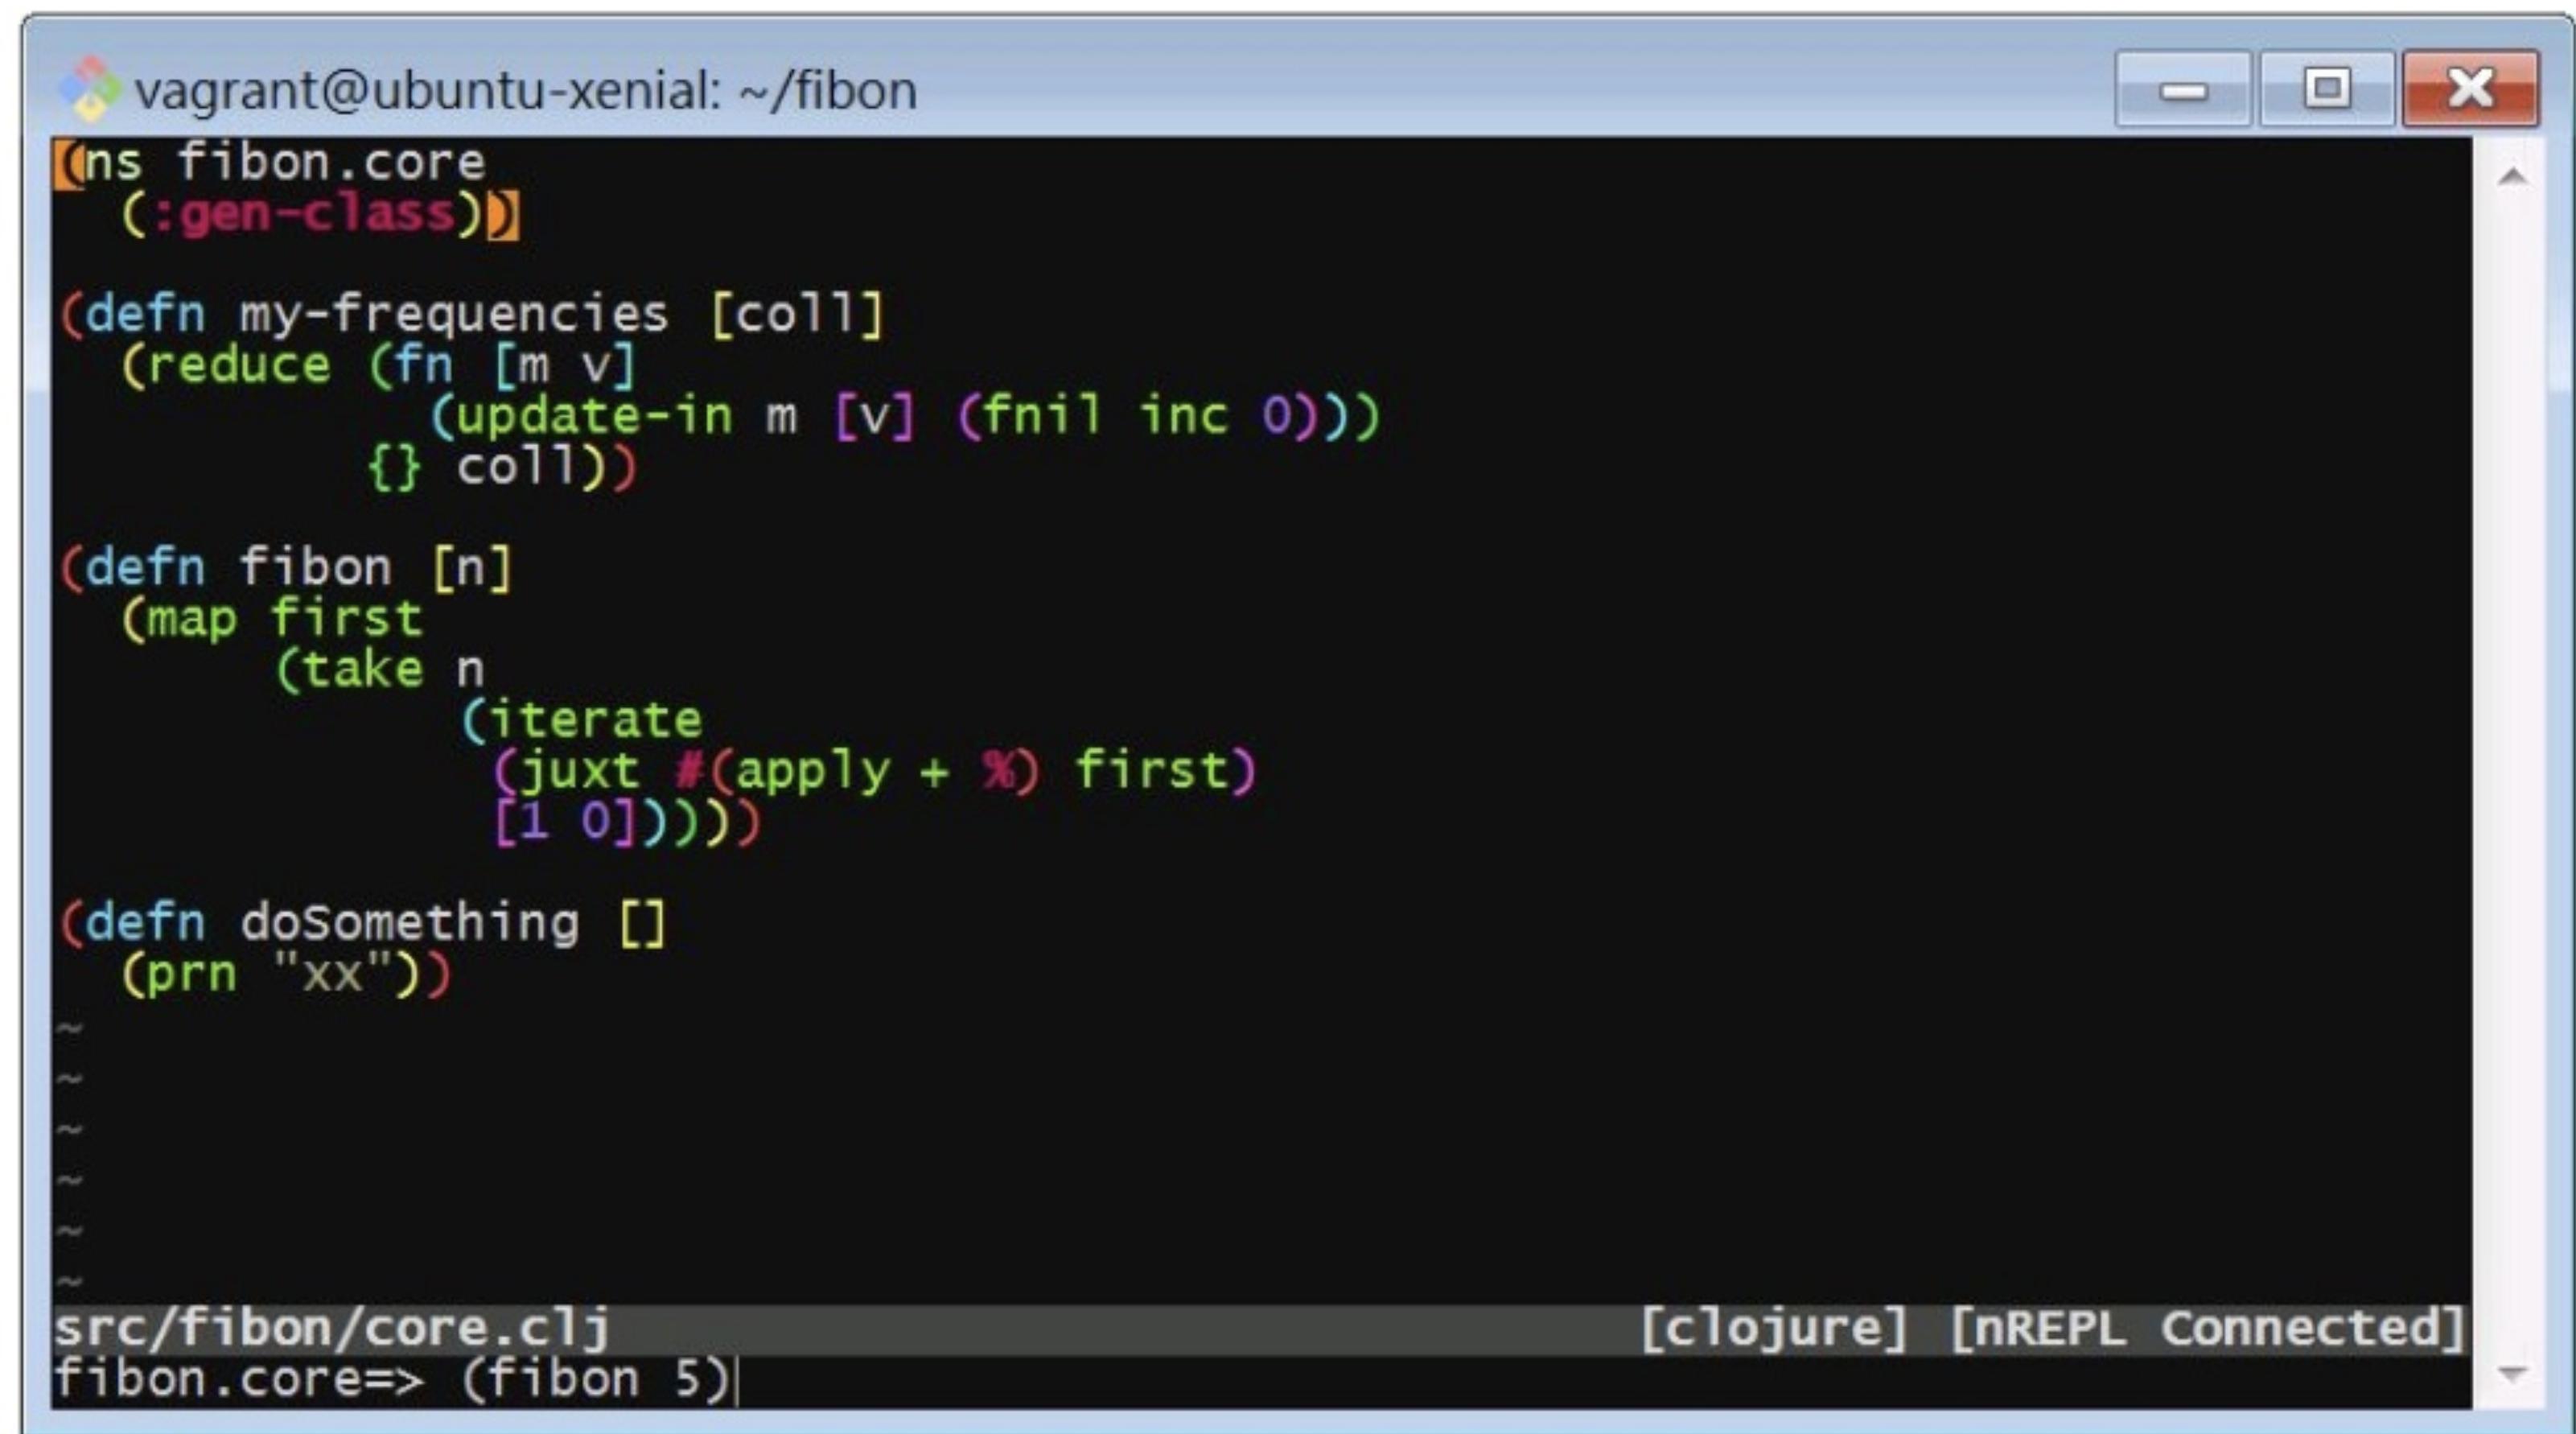 vagrant@ubuntu-xenial: ~/fibon
(ns fibon.core
  (:gen-class))
(defn my-frequencies [coll]
  (reduce (fn [m v]
            (update-in m [v] (fnil inc 0)))
          {} coll))
(defn fibon [n]
  (map first
       (take n
             (iterate
              (juxt #(apply + %) first)
              [1 0]))))
(defn doSomething []
  (prn "xx"))
~
~
~
~
~
~
src/fibon/core.clj [clojure] [nREPL Connected]
fibon.core=> (fibon 5)